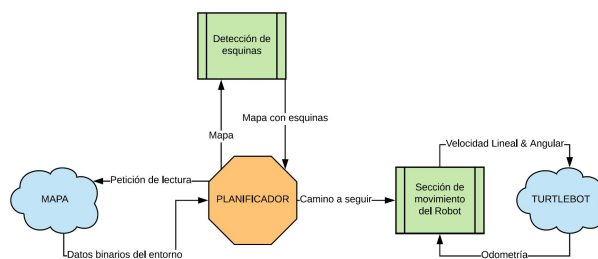 Detección de
esquinas
Mapa con esquinas
Mapa
Velocidad Lineal & Angular
Petición de lectura
MAPA
PLANIFICADOR
Camino a seguir
Sección de
movimiento
del Robot
TURTLEBOT
Datos binarios del entorno
Odometría